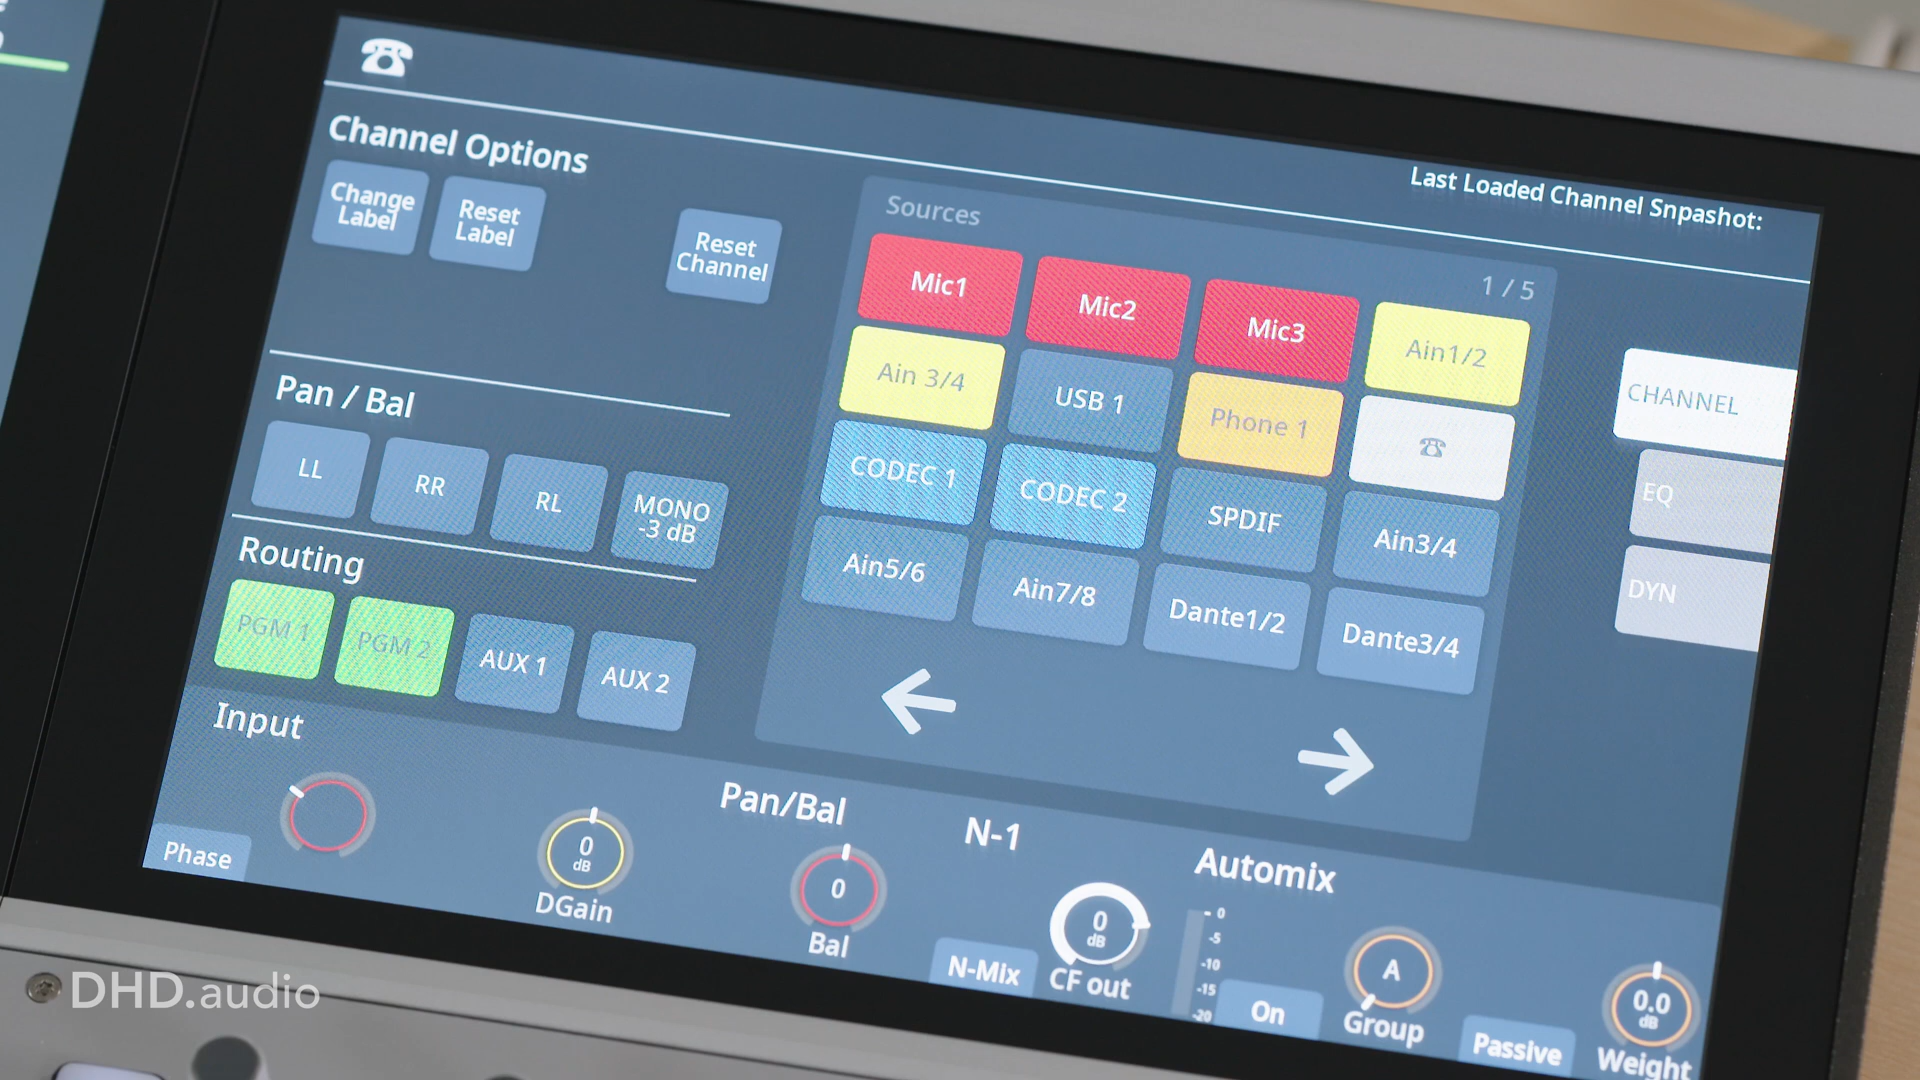 ☎
Last Loaded Channel Snpashot:
Channel Options
Change
Label
Reset
Label
Reset
Channel
Sources
1 / 5
Mic1
Mic2
Mic3
Ain1/2
Ain 3/4
USB 1
Phone 1
☎
CODEC 1
CODEC 2
SPDIF
Ain3/4
Ain5/6
Ain7/8
Dante1/2
Dante3/4
CHANNEL
EQ
DYN
Pan / Bal
LL
RR
RL
MONO
-3 dB
Routing
PGM 1
PGM 2
AUX 1
AUX 2
Input
Phase
0
dB
DGain
Pan/Bal
0
Bal
N-1
N-Mix
0
dB
CF out
Automix
0
-5
-10
-15
-20
On
A
Group
Passive
0.0
dB
Weight
DHD.audio